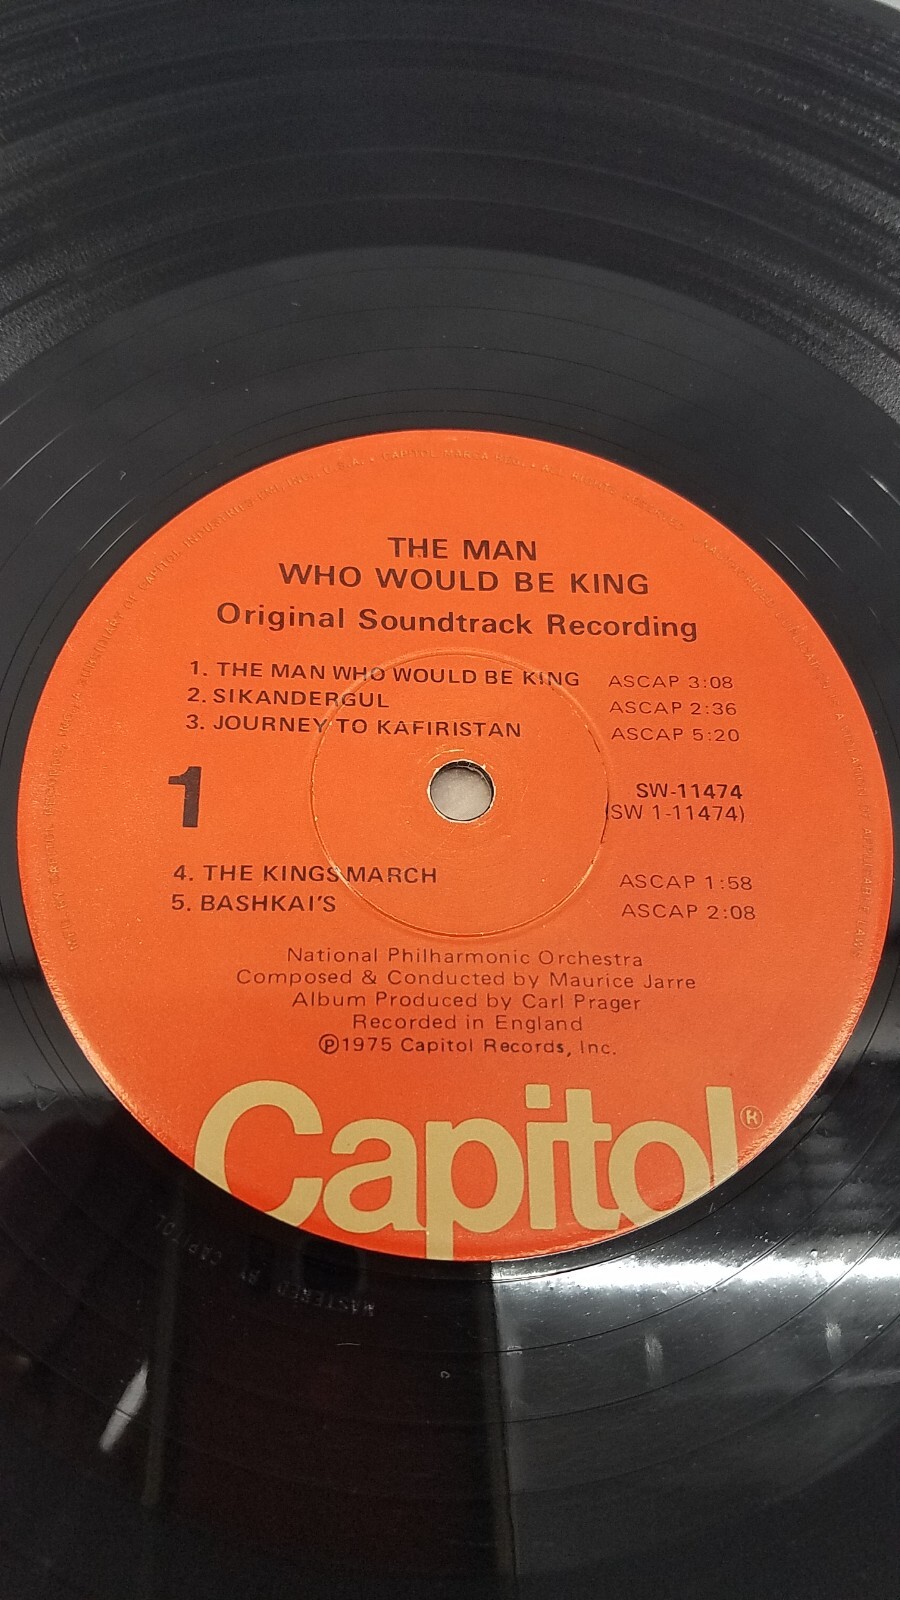 THE MAN
WHO WOULD BE KING
Original Soundtrack Recording
1. THE MAN WHO WOULD BE KING ASCAP 3:08
2. SIKANDERGUL ASCAP 2:36
3. JOURNEY TO KAFIRISTAN ASCAP 5:20
1
SW-11474
(SW 1-11474)
4. THE KINGS MARCH ASCAP 1:58
5. BASHKAI'S ASCAP 2:08
National Philharmonic Orchestra
Composed & Conducted by Maurice Jarre
Album Produced by Carl Prager
Recorded in England
℗1975 Capitol Records, Inc.
Capitol®
MASTERED BY CAPITOL